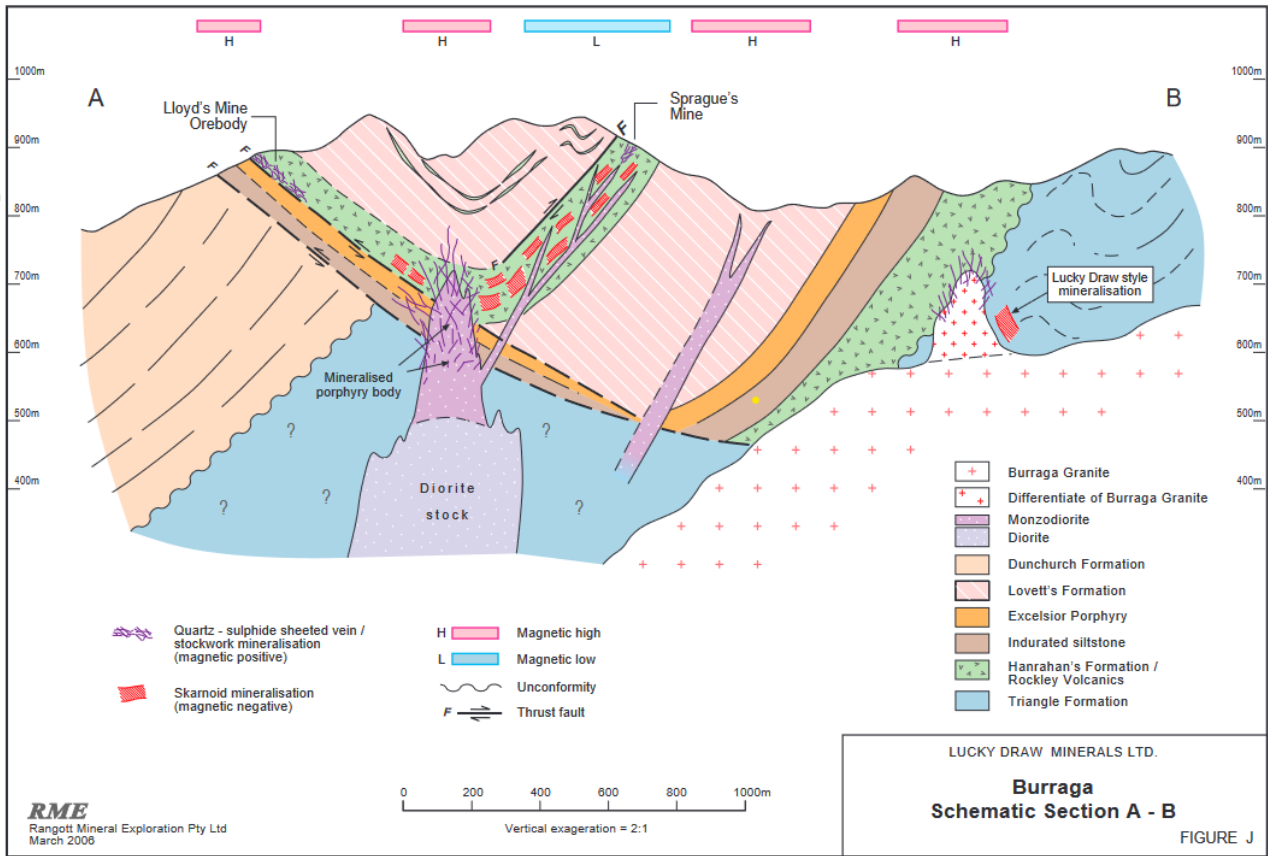 H
H
L
H
H
1000m
1000m
A
B
Lloyd's Mine
Orebody
Sprague's
Mine
F
F
F
F
900m
900m
800m
800m
700m
700m
Lucky Draw style
mineralisation
600m
600m
Mineralised
porphyry body
500m
500m
?
?
?
?
?
400m
400m
Diorite
stock
Burraga Granite
Differentiate of Burraga Granite
Monzodiorite
Diorite
Dunchurch Formation
Lovett's Formation
Excelsior Porphyry
Indurated siltstone
Hanrahan's Formation /
Rockley Volcanics
Triangle Formation
Quartz - sulphide sheeted vein /
stockwork mineralisation
(magnetic positive)
Skarnoid mineralisation
(magnetic negative)
H Magnetic high
L Magnetic low
Unconformity
F Thrust fault
0 200 400 600 800 1000m
Vertical exageration = 2:1
RME
Rangott Mineral Exploration Pty Ltd
March 2006
LUCKY DRAW MINERALS LTD.
Burraga
Schematic Section A - B
FIGURE J